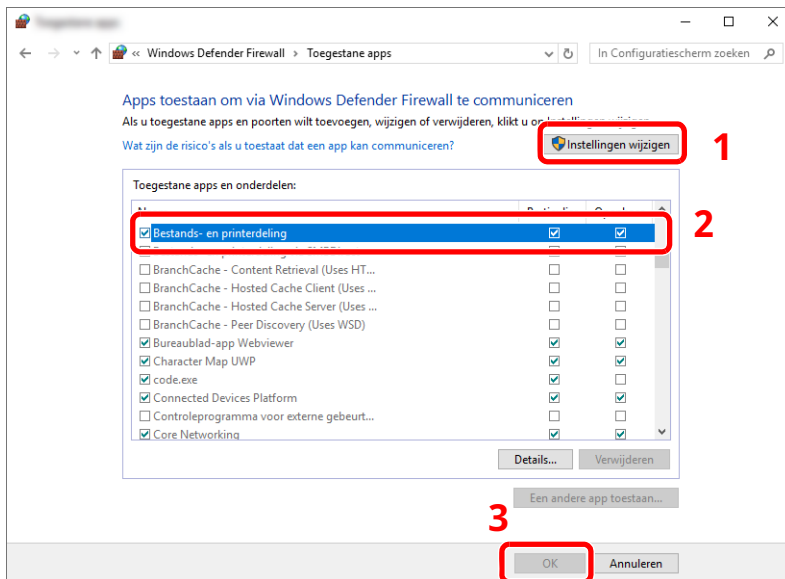 « Windows Defender Firewall > Toegestane apps
In Configuratiescherm zoeken
Apps toestaan om via Windows Defender Firewall te communiceren
Als u toegestane apps en poorten wilt toevoegen, wijzigen of verwijderen, klikt u op Instellingen wijzigen.
Wat zijn de risico's als u toestaat dat een app kan communiceren?
Instellingen wijzigen
1
Toegestane apps en onderdelen:
2
Bestands- en printerdeling
BranchCache - Content Retrieval (Uses HT...
BranchCache - Hosted Cache Client (Uses ...
BranchCache - Hosted Cache Server (Uses ...
BranchCache - Peer Discovery (Uses WSD)
Bureaublad-app Webviewer
Character Map UWP
code.exe
Connected Devices Platform
Controleprogramma voor externe gebeurt...
Core Networking
Details...
Verwijderen
Een andere app toestaan...
3
OK
Annuleren